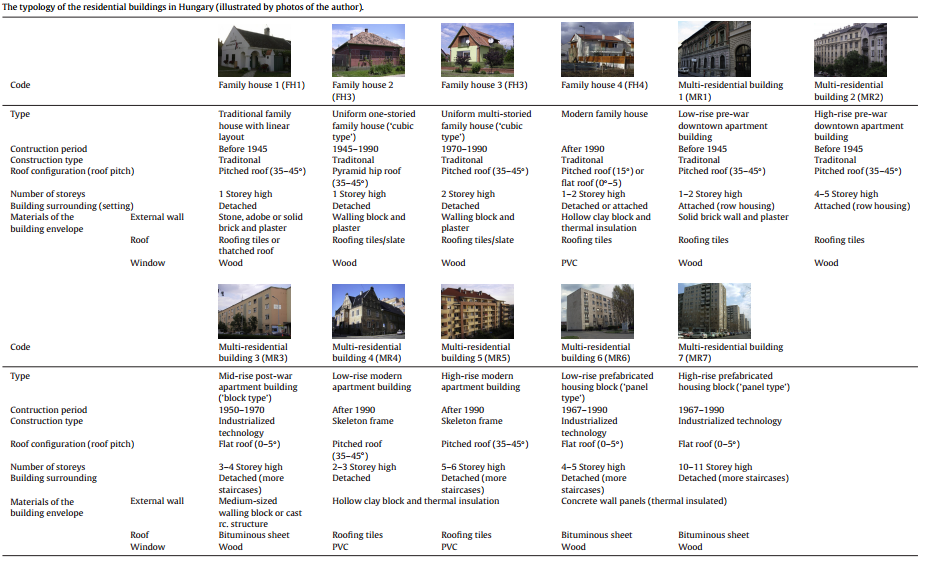 The typology of the residential buildings in Hungary (illustrated by photos of the author).
Code Family house 1 (FH1) Family house 2 (FH3) Family house 3 (FH3) Family house 4 (FH4) Multi-residential building 1 (MR1) Multi-residential building 2 (MR2)
Type Traditional family house with linear layout Uniform one-storied family house ('cubic type') Uniform multi-storied family house ('cubic type') Modern family house Low-rise pre-war downtown apartment building High-rise pre-war downtown apartment building
Contruction period Before 1945 1945–1990 1970–1990 After 1990 Before 1945 Before 1945
Construction type Traditonal Traditonal Traditonal Traditonal Traditonal Traditonal
Roof configuration (roof pitch) Pitched roof (35–45°) Pyramid hip roof (35–45°) Pitched roof (35–45°) Pitched roof (15°) or flat roof (0°–5) Pitched roof (35–45°) Pitched roof (35–45°)
Number of storeys 1 Storey high 1 Storey high 2 Storey high 1–2 Storey high 1–2 Storey high 4–5 Storey high
Building surrounding (setting) Detached Detached Detached Detached or attached Attached (row housing) Attached (row housing)
Materials of the building envelope External wall Stone, adobe or solid brick and plaster Walling block and plaster Walling block and plaster Hollow clay block and thermal insulation Solid brick wall and plaster
Roof Roofing tiles or thatched roof Roofing tiles/slate Roofing tiles/slate Roofing tiles Roofing tiles Roofing tiles
Window Wood Wood Wood PVC Wood Wood
Code Multi-residential building 3 (MR3) Multi-residential building 4 (MR4) Multi-residential building 5 (MR5) Multi-residential building 6 (MR6) Multi-residential building 7 (MR7)
Type Mid-rise post-war apartment building ('block type') Low-rise modern apartment building High-rise modern apartment building Low-rise prefabricated housing block ('panel type') High-rise prefabricated housing block ('panel type')
Contruction period 1950–1970 After 1990 After 1990 1967–1990 1967–1990
Construction type Industrialized technology Skeleton frame Skeleton frame Industrialized technology Industrialized technology
Roof configuration (roof pitch) Flat roof (0–5°) Pitched roof (35–45°) Pitched roof (35–45°) Flat roof (0–5°) Flat roof (0–5°)
Number of storeys 3–4 Storey high 2–3 Storey high 5–6 Storey high 4–5 Storey high 10–11 Storey high
Building surrounding Detached (more staircases) Detached Detached (more staircases) Detached (more staircases) Detached (more staircases)
Materials of the building envelope External wall Medium-sized walling block or cast rc. structure Hollow clay block and thermal insulation Concrete wall panels (thermal insulated)
Roof Bituminous sheet Roofing tiles Roofing tiles Bituminous sheet Bituminous sheet
Window Wood PVC PVC Wood Wood